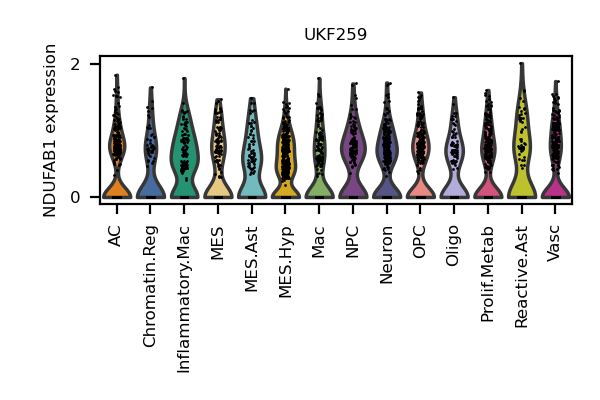 UKF259
NDUFAB1 expression
2
0
AC
Chromatin.Reg
Inflammatory.Mac
MES
MES.Ast
MES.Hyp
Mac
NPC
Neuron
OPC
Oligo
Prolif.Metab
Reactive.Ast
Vasc